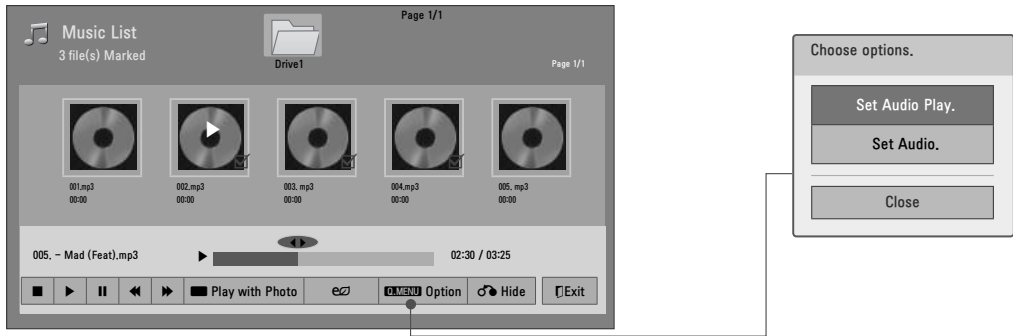 Page 1/1
Music List
3 file(s) Marked
Drive1
Page 1/1
001.mp3
00:00
002.mp3
00:00
003. mp3
00:00
004.mp3
00:00
005. mp3
00:00
005. - Mad (Feat).mp3
02:30 / 03:25
Play with Photo
Q.MENU Option
Hide
Exit
Choose options.
Set Audio Play.
Set Audio.
Close